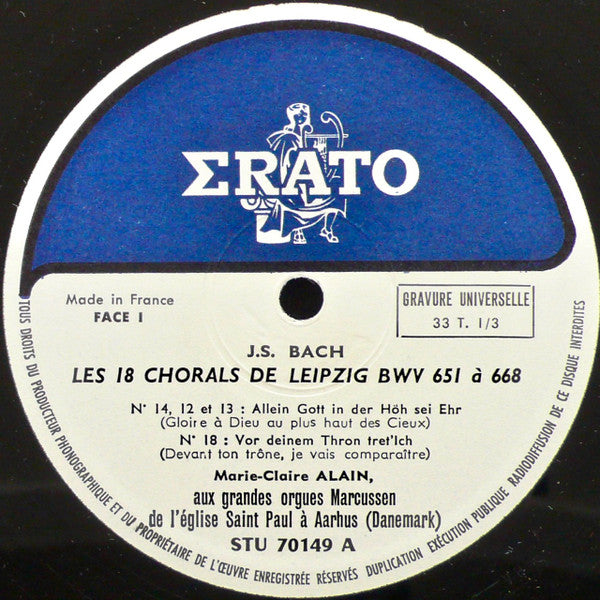 ΣRATO
Made in France
FACE I
GRAVURE UNIVERSELLE
33 T. 1/3
J.S. BACH
LES 18 CHORALS DE LEIPZIG BWV 651 à 668
N° 14, 12 et 13 : Allein Gott in der Höh sei Ehr
(Gloire à Dieu au plus haut des Cieux)
N° 18 : Vor deinem Thron tret'Ich
(Devant ton trône, je vais comparaître)
Marie-Claire ALAIN,
aux grandes orgues Marcussen
de l'église Saint Paul à Aarhus (Danemark)
STU 70149 A
TOUS DROITS DU PRODUCTEUR PHONOGRAPHIQUE ET DU PROPRIÉTAIRE DE L'ŒUVRE ENREGISTRÉE RÉSERVÉS DUPLICATION EXÉCUTION PUBLIQUE RADIODIFFUSION DE CE DISQUE INTERDITES